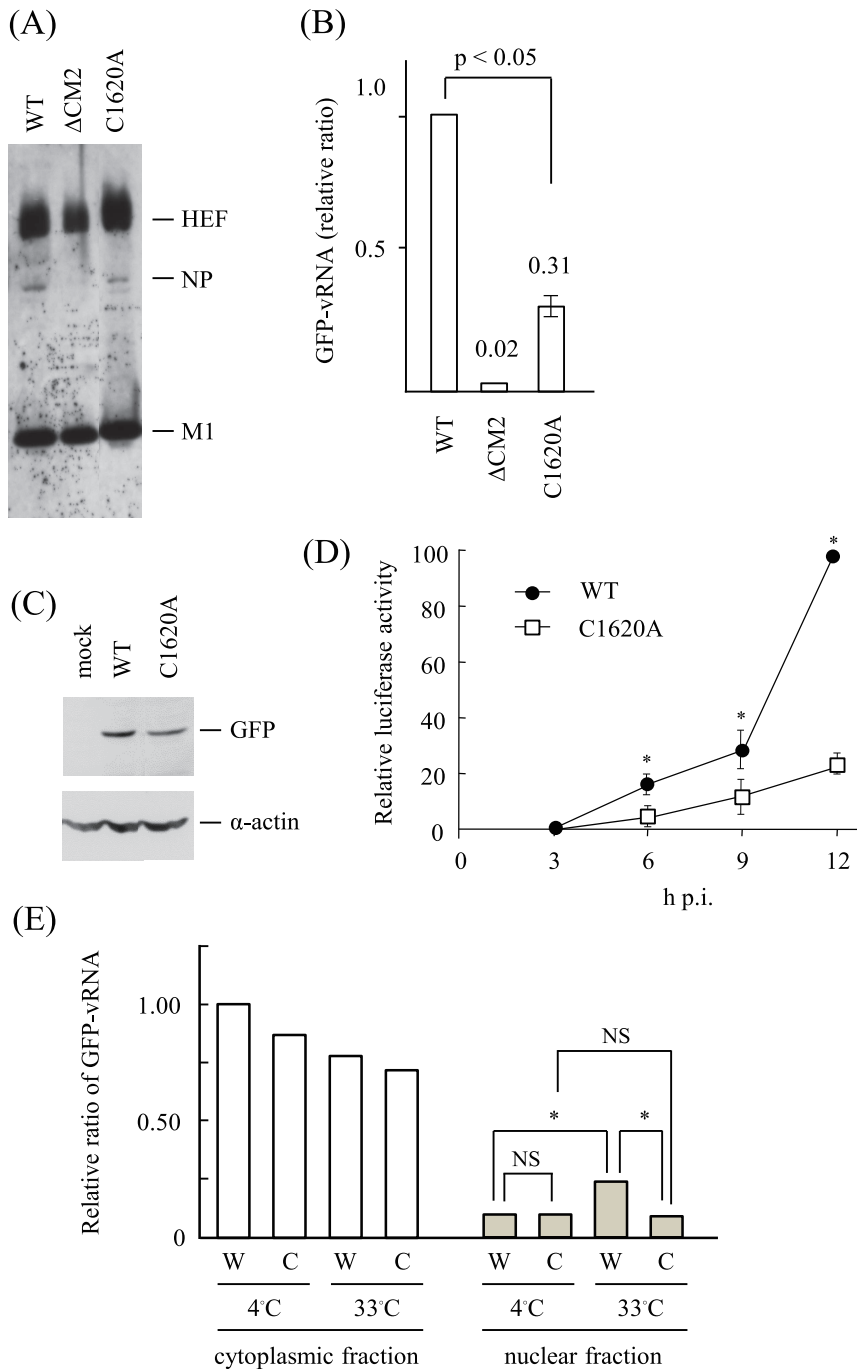 (A)
WT
ΔCM2
C1620A
HEF
NP
M1
(B)
GFP-vRNA (relative ratio)
1.0
0.5
p < 0.05
0.02
0.31
WT
ΔCM2
C1620A
(C)
mock
WT
C1620A
GFP
α-actin
(D)
Relative luciferase activity
100
80
60
40
20
0
WT
C1620A
*
*
*
0
3
6
9
12
h p.i.
(E)
Relative ratio of GFP-vRNA
1.00
0.50
0
NS
*
*
NS
W
C
W
C
W
C
W
C
4°C
33°C
4°C
33°C
cytoplasmic fraction
nuclear fraction